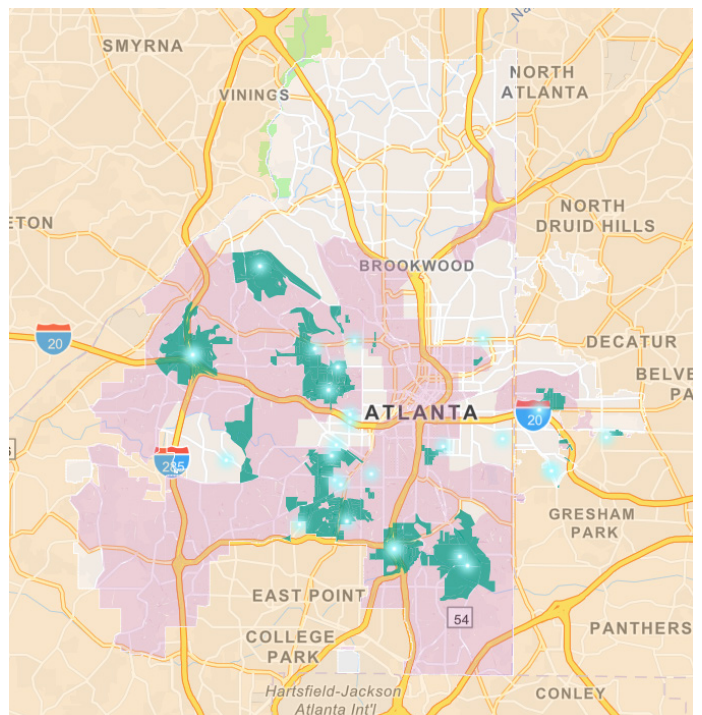 SMYRNA
VININGS
NORTH
ATLANTA
NORTH
DRUID HILLS
ETON
BROOKWOOD
20
DECATUR
BELVE
PA
ATLANTA
20
285
GRESHAM
PARK
EAST POINT
54
COLLEGE
PARK
PANTHERS
Hartsfield-Jackson
Atlanta Int'l
CONLEY